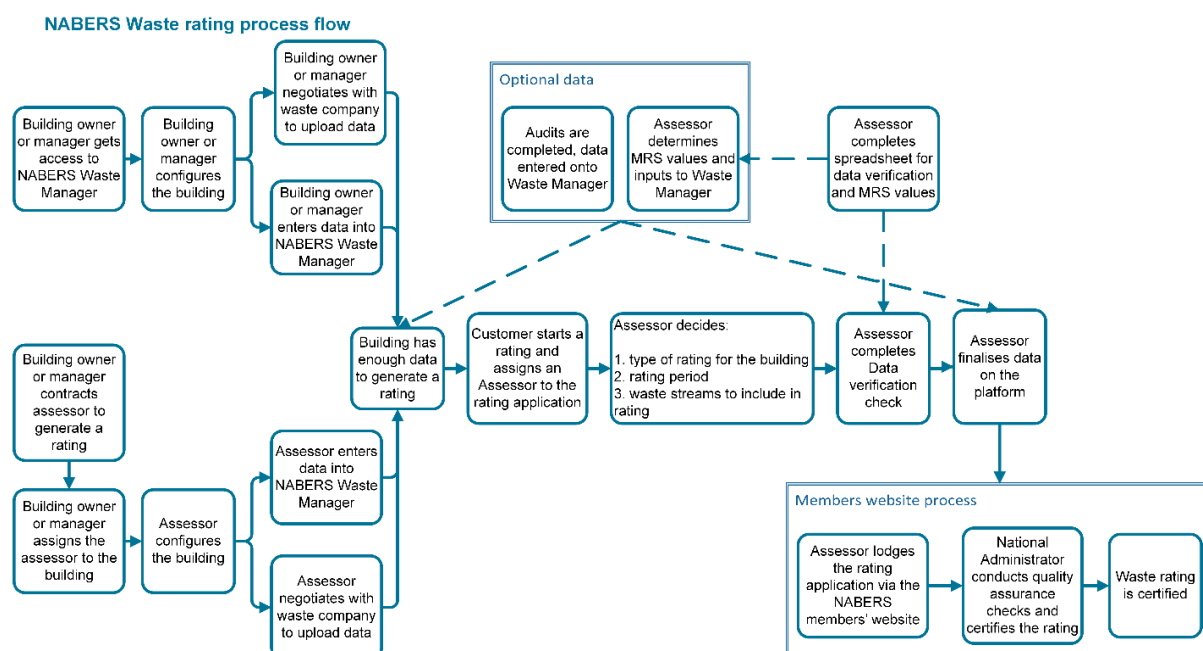 NABERS Waste rating process flow
Building owner
or manager
negotiates with
waste company
to upload data
Optional data
Building owner
or manager gets
access to
NABERS Waste
Manager
Building
owner or
manager
configures the
building
Audits are
completed, data
entered onto
Waste Manager
Assessor
determines
MRS values and
inputs to Waste
Manager
Assessor
completes
spreadsheet for
data verification
and MRS values
Building owner
or manager
enters data into
NABERS Waste
Manager
Building has
enough data
to generate a
rating
Customer starts a
rating and
assigns an
Assessor to the
rating application
Assessor decides:
1. type of rating for the building
2. rating period
3. waste streams to include in
rating
Assessor
completes
Data
verification
check
Assessor
finalises data
on the
platform
Building owner
or manager
contracts
assessor to
generate a
rating
Assessor enters
data into
NABERS Waste
Manager
Building owner
or manager
assigns the
assessor to the
building
Assessor
configures
the building
Assessor
negotiates with
waste company
to upload data
Members website process
Assessor lodges
the rating
application via the
NABERS
members' website
National
Administrator
conducts quality
assurance
checks and
certifies the rating
Waste rating
is certified